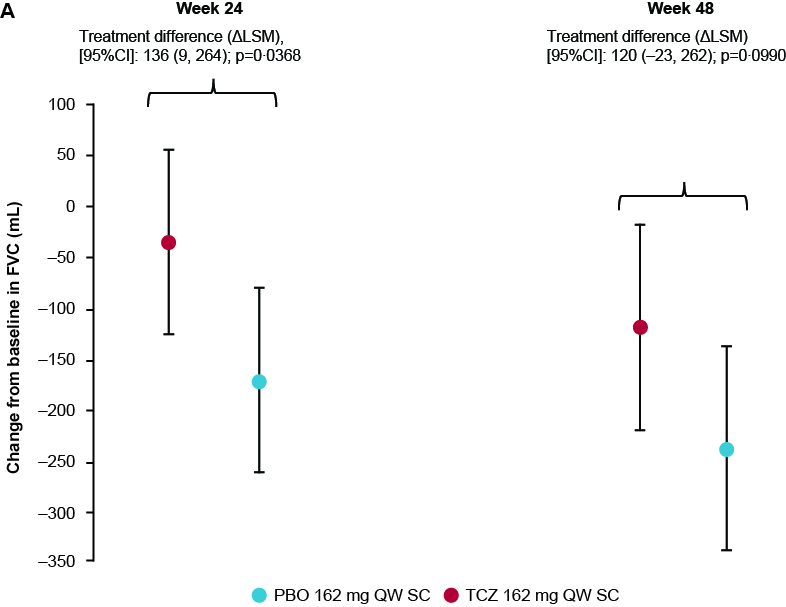 A
Week 24
Treatment difference (ΔLSM),
[95%CI]: 136 (9, 264); p=0·0368
Week 48
Treatment difference (ΔLSM)
[95%CI]: 120 (–23, 262); p=0·0990
Change from baseline in FVC (mL)
100
50
0
–50
–100
–150
–200
–250
–300
–350
PBO 162 mg QW SC
TCZ 162 mg QW SC